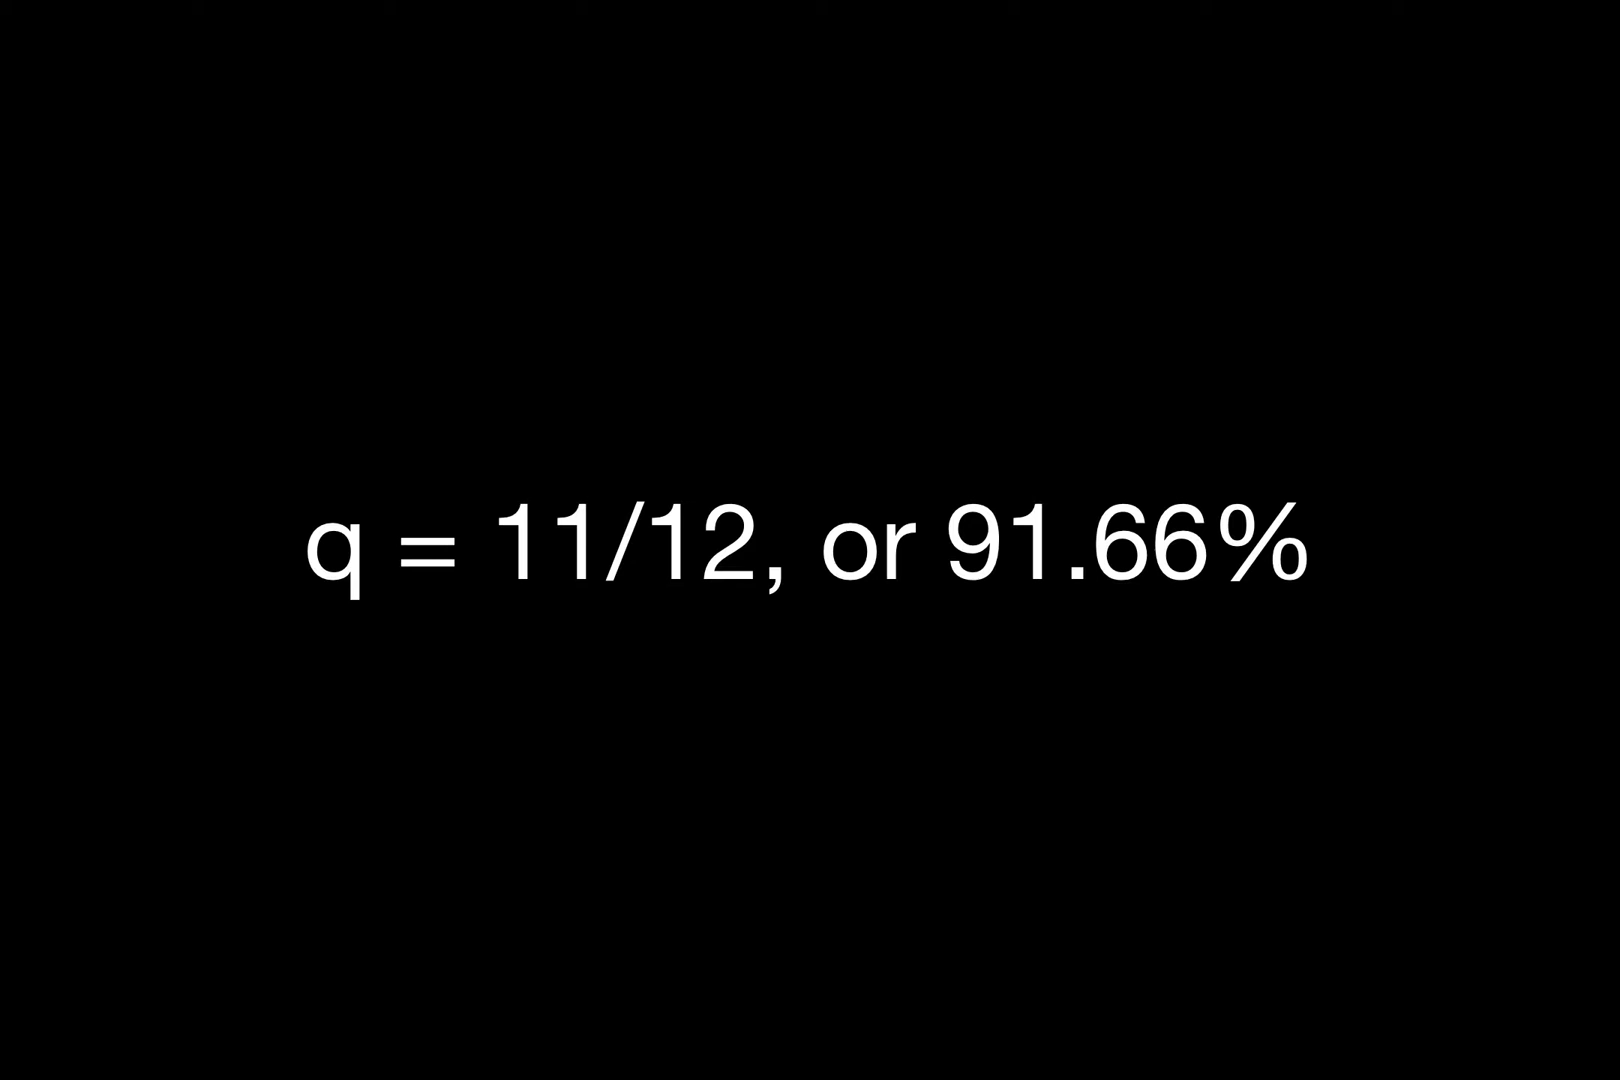 q = 11/12, or 91.66%